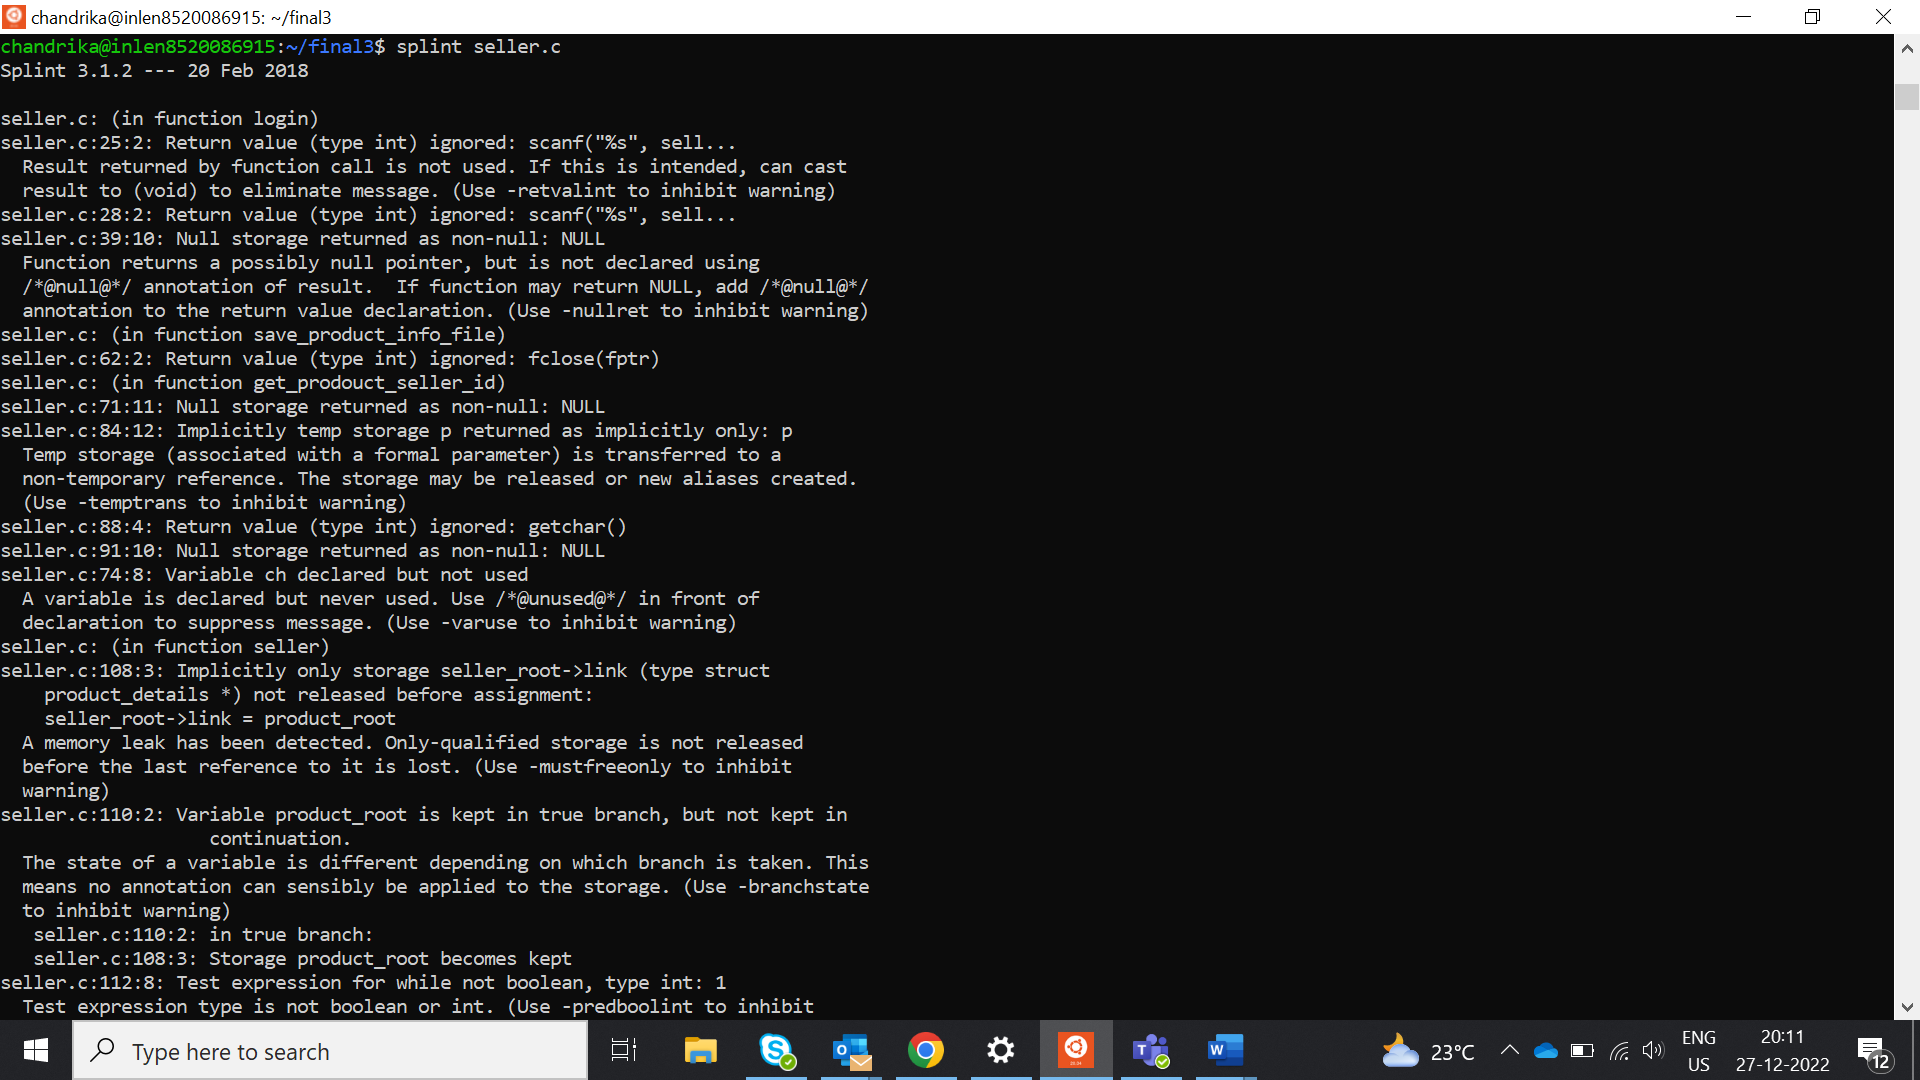 chandrika@inlen8520086915: ~/final3
chandrika@inlen8520086915:~/final3$ splint seller.c
Splint 3.1.2 --- 20 Feb 2018
seller.c: (in function login)
seller.c:25:2: Return value (type int) ignored: scanf("%s", sell...
  Result returned by function call is not used. If this is intended, can cast
  result to (void) to eliminate message. (Use -retvalint to inhibit warning)
seller.c:28:2: Return value (type int) ignored: scanf("%s", sell...
seller.c:39:10: Null storage returned as non-null: NULL
  Function returns a possibly null pointer, but is not declared using
  /*@null@*/ annotation of result.  If function may return NULL, add /*@null@*/
  annotation to the return value declaration. (Use -nullret to inhibit warning)
seller.c: (in function save_product_info_file)
seller.c:62:2: Return value (type int) ignored: fclose(fptr)
seller.c: (in function get_prodouct_seller_id)
seller.c:71:11: Null storage returned as non-null: NULL
seller.c:84:12: Implicitly temp storage p returned as implicitly only: p
  Temp storage (associated with a formal parameter) is transferred to a
  non-temporary reference. The storage may be released or new aliases created.
  (Use -temptrans to inhibit warning)
seller.c:88:4: Return value (type int) ignored: getchar()
seller.c:91:10: Null storage returned as non-null: NULL
seller.c:74:8: Variable ch declared but not used
  A variable is declared but never used. Use /*@unused@*/ in front of
  declaration to suppress message. (Use -varuse to inhibit warning)
seller.c: (in function seller)
seller.c:108:3: Implicitly only storage seller_root->link (type struct
    product_details *) not released before assignment:
    seller_root->link = product_root
  A memory leak has been detected. Only-qualified storage is not released
  before the last reference to it is lost. (Use -mustfreeonly to inhibit
  warning)
seller.c:110:2: Variable product_root is kept in true branch, but not kept in
                   continuation.
  The state of a variable is different depending on which branch is taken. This
  means no annotation can sensibly be applied to the storage. (Use -branchstate
  to inhibit warning)
   seller.c:110:2: in true branch:
   seller.c:108:3: Storage product_root becomes kept
seller.c:112:8: Test expression for while not boolean, type int: 1
  Test expression type is not boolean or int. (Use -predboolint to inhibit
Type here to search
23°C
ENG
US
20:11
27-12-2022
12